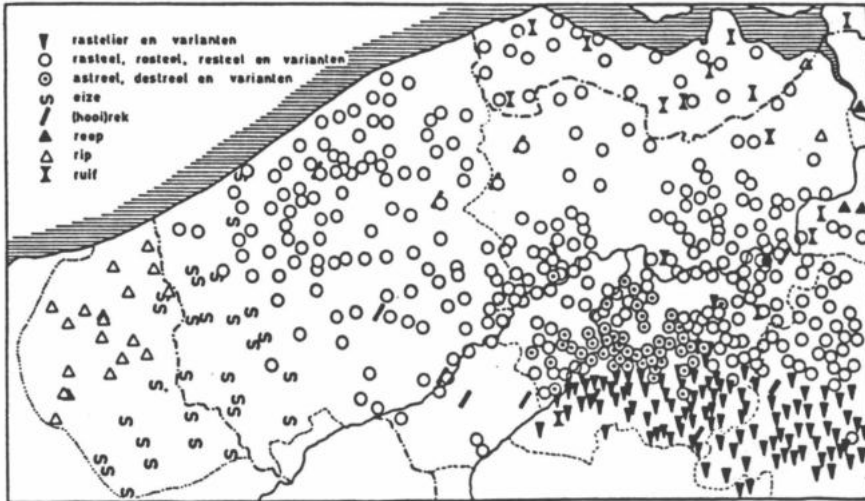 rastelier en varianten
rasteel, rosteel, resteel en varianten
astreel, destreel en varianten
eize
(hooi)rek
reep
rip
ruif